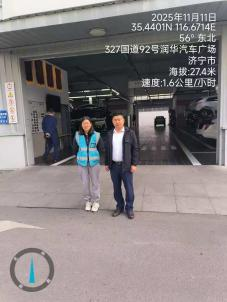 2025年11月11日
35.4401N 116.6714E
56° 东北
327国道92号润华汽车广场
济宁市
海拔:27.4米
速度:1.6公里/小时